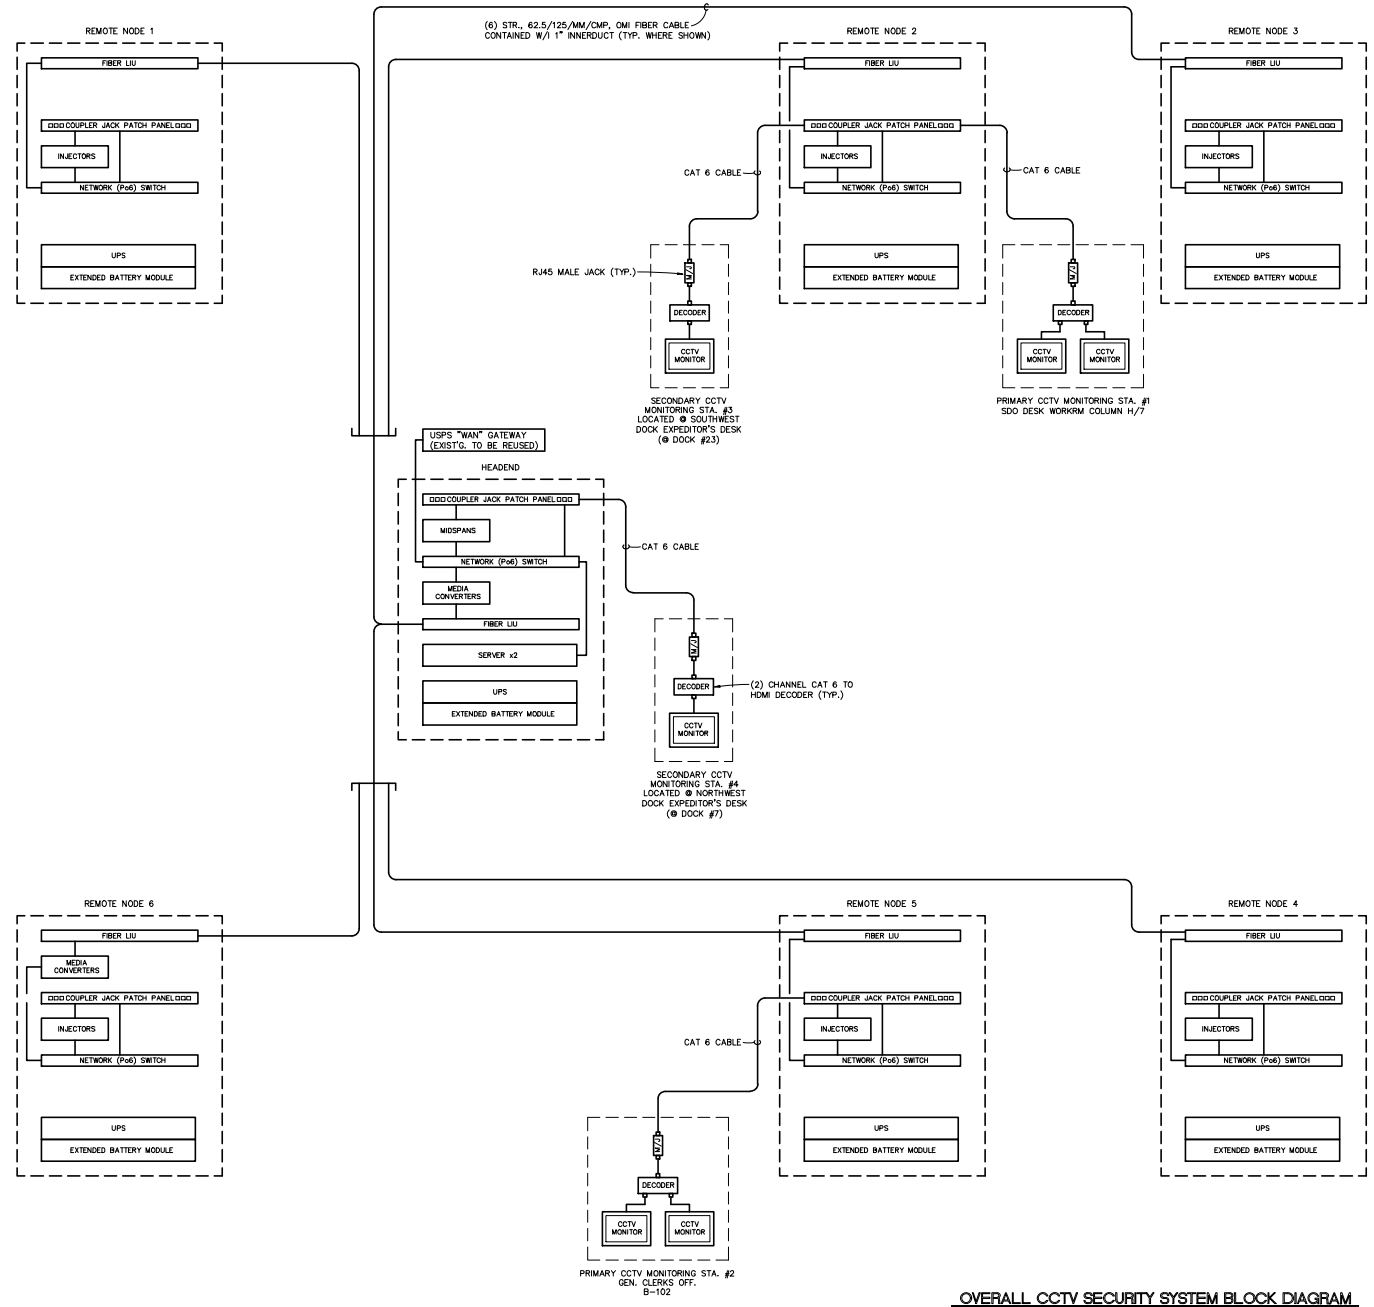 (6) STR., 62.5/125/MM/CMP, OMI FIBER CABLE
CONTAINED W/I 1" INNERDUCT (TYP. WHERE SHOWN)
REMOTE NODE 1
FIBER LIU
COUPLER JACK PATCH PANEL
INJECTORS
NETWORK (Po6) SWITCH
UPS
EXTENDED BATTERY MODULE
REMOTE NODE 2
FIBER LIU
COUPLER JACK PATCH PANEL
INJECTORS
NETWORK (Po6) SWITCH
UPS
EXTENDED BATTERY MODULE
REMOTE NODE 3
FIBER LIU
COUPLER JACK PATCH PANEL
INJECTORS
NETWORK (Po6) SWITCH
UPS
EXTENDED BATTERY MODULE
CAT 6 CABLE
CAT 6 CABLE
RJ45 MALE JACK (TYP.)
M/J
DECODER
CCTV
MONITOR
SECONDARY CCTV
MONITORING STA. #3
LOCATED @ SOUTHWEST
DOCK EXPEDITOR'S DESK
(@ DOCK #23)
M/J
DECODER
CCTV
MONITOR
CCTV
MONITOR
PRIMARY CCTV MONITORING STA. #1
SDO DESK WORKRM COLUMN H/7
USPS "WAN" GATEWAY
(EXIST'G. TO BE REUSED)
HEADEND
COUPLER JACK PATCH PANEL
MIDSPANS
NETWORK (Po6) SWITCH
MEDIA
CONVERTERS
FIBER LIU
SERVER x2
UPS
EXTENDED BATTERY MODULE
CAT 6 CABLE
M/J
DECODER
(2) CHANNEL CAT 6 TO
HDMI DECODER (TYP.)
CCTV
MONITOR
SECONDARY CCTV
MONITORING STA. #4
LOCATED @ NORTHWEST
DOCK EXPEDITOR'S DESK
(@ DOCK #7)
REMOTE NODE 6
FIBER LIU
MEDIA
CONVERTERS
COUPLER JACK PATCH PANEL
INJECTORS
NETWORK (Po6) SWITCH
UPS
EXTENDED BATTERY MODULE
REMOTE NODE 5
FIBER LIU
COUPLER JACK PATCH PANEL
INJECTORS
NETWORK (Po6) SWITCH
UPS
EXTENDED BATTERY MODULE
REMOTE NODE 4
FIBER LIU
COUPLER JACK PATCH PANEL
INJECTORS
NETWORK (Po6) SWITCH
UPS
EXTENDED BATTERY MODULE
CAT 6 CABLE
M/J
DECODER
CCTV
MONITOR
CCTV
MONITOR
PRIMARY CCTV MONITORING STA. #2
GEN. CLERKS OFF.
B-102
OVERALL CCTV SECURITY SYSTEM BLOCK DIAGRAM